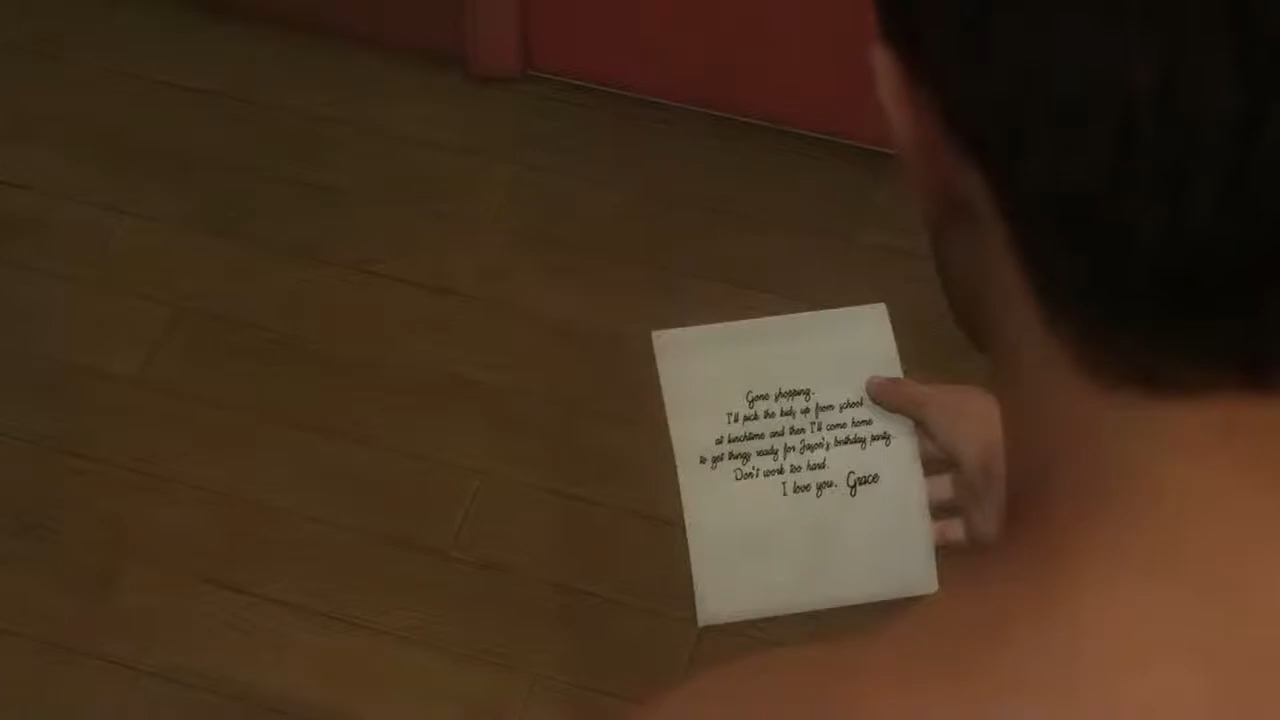 Gone shopping.
I'll pick the kids up from school
at lunchtime and then I'll come home
to get things ready for Jason's birthday party.
Don't work too hard.
I love you. Grace